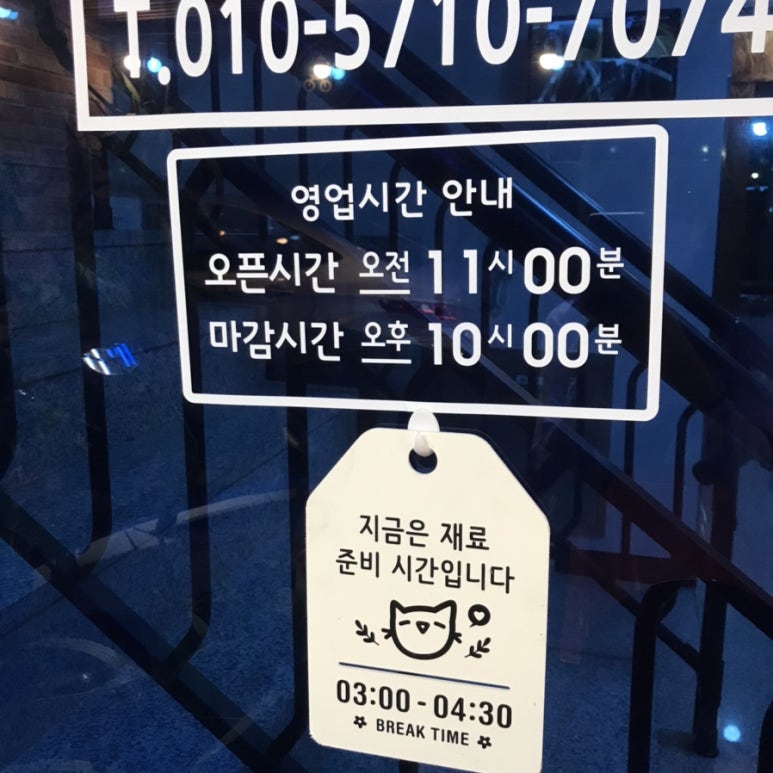 T.010-5710-7074
영업시간 안내
오픈시간 오전 11시 00분
마감시간 오후 10시 00분
지금은 재료
준비 시간입니다
03:00 - 04:30
BREAK TIME